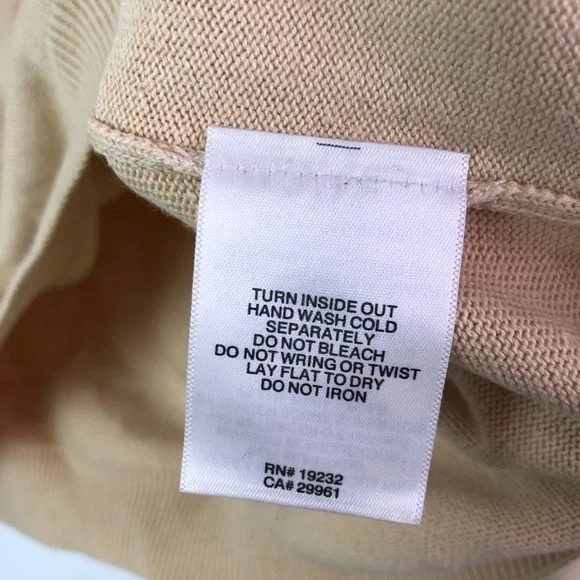 TURN INSIDE OUT
HAND WASH COLD
SEPARATELY
DO NOT BLEACH
DO NOT WRING OR TWIST
LAY FLAT TO DRY
DO NOT IRON
RN# 19232
CA# 29961